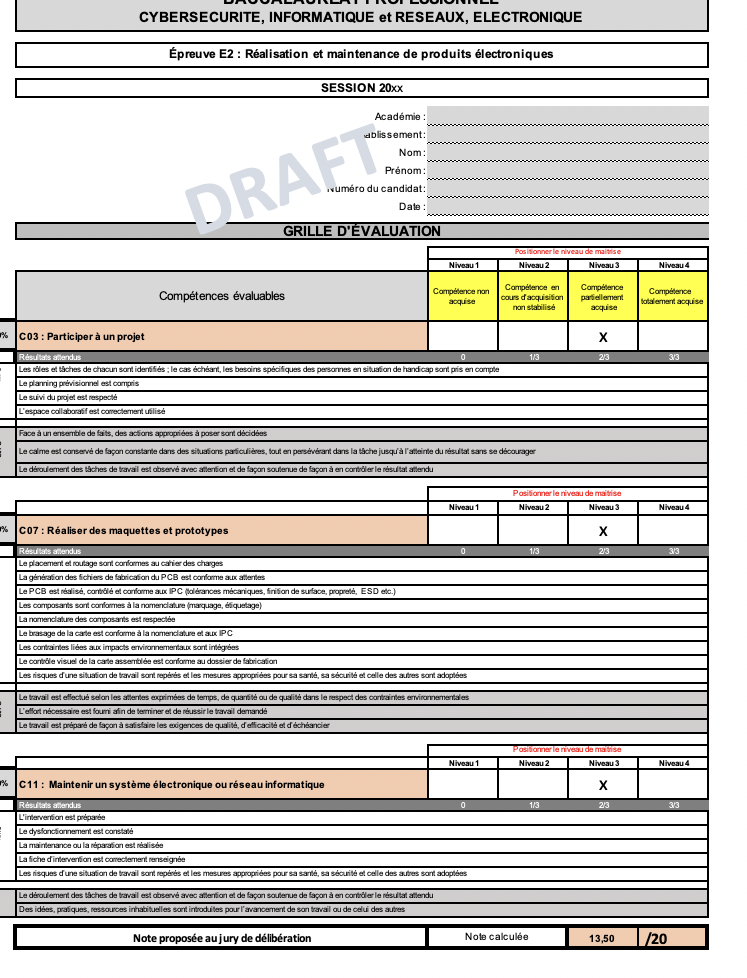 BACCALAUREAT PROFESSIONNEL
CYBERSECURITE, INFORMATIQUE et RESEAUX, ELECTRONIQUE
Épreuve E2 : Réalisation et maintenance de produits électroniques
SESSION 20xx
Académie :
ablissement :
Nom :
Prénom :
Numéro du candidat :
Date :
DRAFT
GRILLE D'ÉVALUATION
Positionner le niveau de maitrise
Niveau 1 Niveau 2 Niveau 3 Niveau 4
Compétences évaluables
Compétence non acquise
Compétence en cours d'acquisition non stabilisé
Compétence partiellement acquise
Compétence totalement acquise
0% C03 : Participer à un projet X
Résultats attendus 0 1/3 2/3 3/3
Les rôles et tâches de chacun sont identifiés ; le cas échéant, les besoins spécifiques des personnes en situation de handicap sont pris en compte
Le planning prévisionnel est compris
Le suivi du projet est respecté
L'espace collaboratif est correctement utilisé
Face à un ensemble de faits, des actions appropriées à poser sont décidées
Le calme est conservé de façon constante dans des situations particulières, tout en persévérant dans la tâche jusqu'à l'atteinte du résultat sans se décourager
Le déroulement des tâches de travail est observé avec attention et de façon soutenue de façon à en contrôler le résultat attendu
Positionner le niveau de maitrise
Niveau 1 Niveau 2 Niveau 3 Niveau 4
0% C07 : Réaliser des maquettes et prototypes X
Résultats attendus 0 1/3 2/3 3/3
Le placement et routage sont conformes au cahier des charges
La génération des fichiers de fabrication du PCB est conforme aux attentes
Le PCB est réalisé, contrôlé et conforme aux IPC (tolérances mécaniques, finition de surface, propreté, ESD etc.)
Les composants sont conformes à la nomenclature (marquage, étiquetage)
La nomenclature des composants est respectée
Le brasage de la carte est conforme à la nomenclature et aux IPC
Les contraintes liées aux impacts environnementaux sont intégrées
Le contrôle visuel de la carte assemblée est conforme au dossier de fabrication
Les risques d'une situation de travail sont repérés et les mesures appropriées pour sa santé, sa sécurité et celle des autres sont adoptées
Le travail est effectué selon les attentes exprimées de temps, de quantité ou de qualité dans le respect des contraintes environnementales
L'effort nécessaire est fourni afin de terminer et de réussir le travail demandé
Le travail est préparé de façon à satisfaire les exigences de qualité, d'efficacité et d'échéancier
Positionner le niveau de maitrise
Niveau 1 Niveau 2 Niveau 3 Niveau 4
0% C11 : Maintenir un système électronique ou réseau informatique X
Résultats attendus 0 1/3 2/3 3/3
L'intervention est préparée
Le dysfonctionnement est constaté
La maintenance ou la réparation est réalisée
La fiche d'intervention est correctement renseignée
Les risques d'une situation de travail sont repérés et les mesures appropriées pour sa santé, sa sécurité et celle des autres sont adoptées
Le déroulement des tâches de travail est observé avec attention et de façon soutenue de façon à en contrôler le résultat attendu
Des idées, pratiques, ressources inhabituelles sont introduites pour l'avancement de son travail ou de celui des autres
Note proposée au jury de délibération Note calculée 13,50 /20